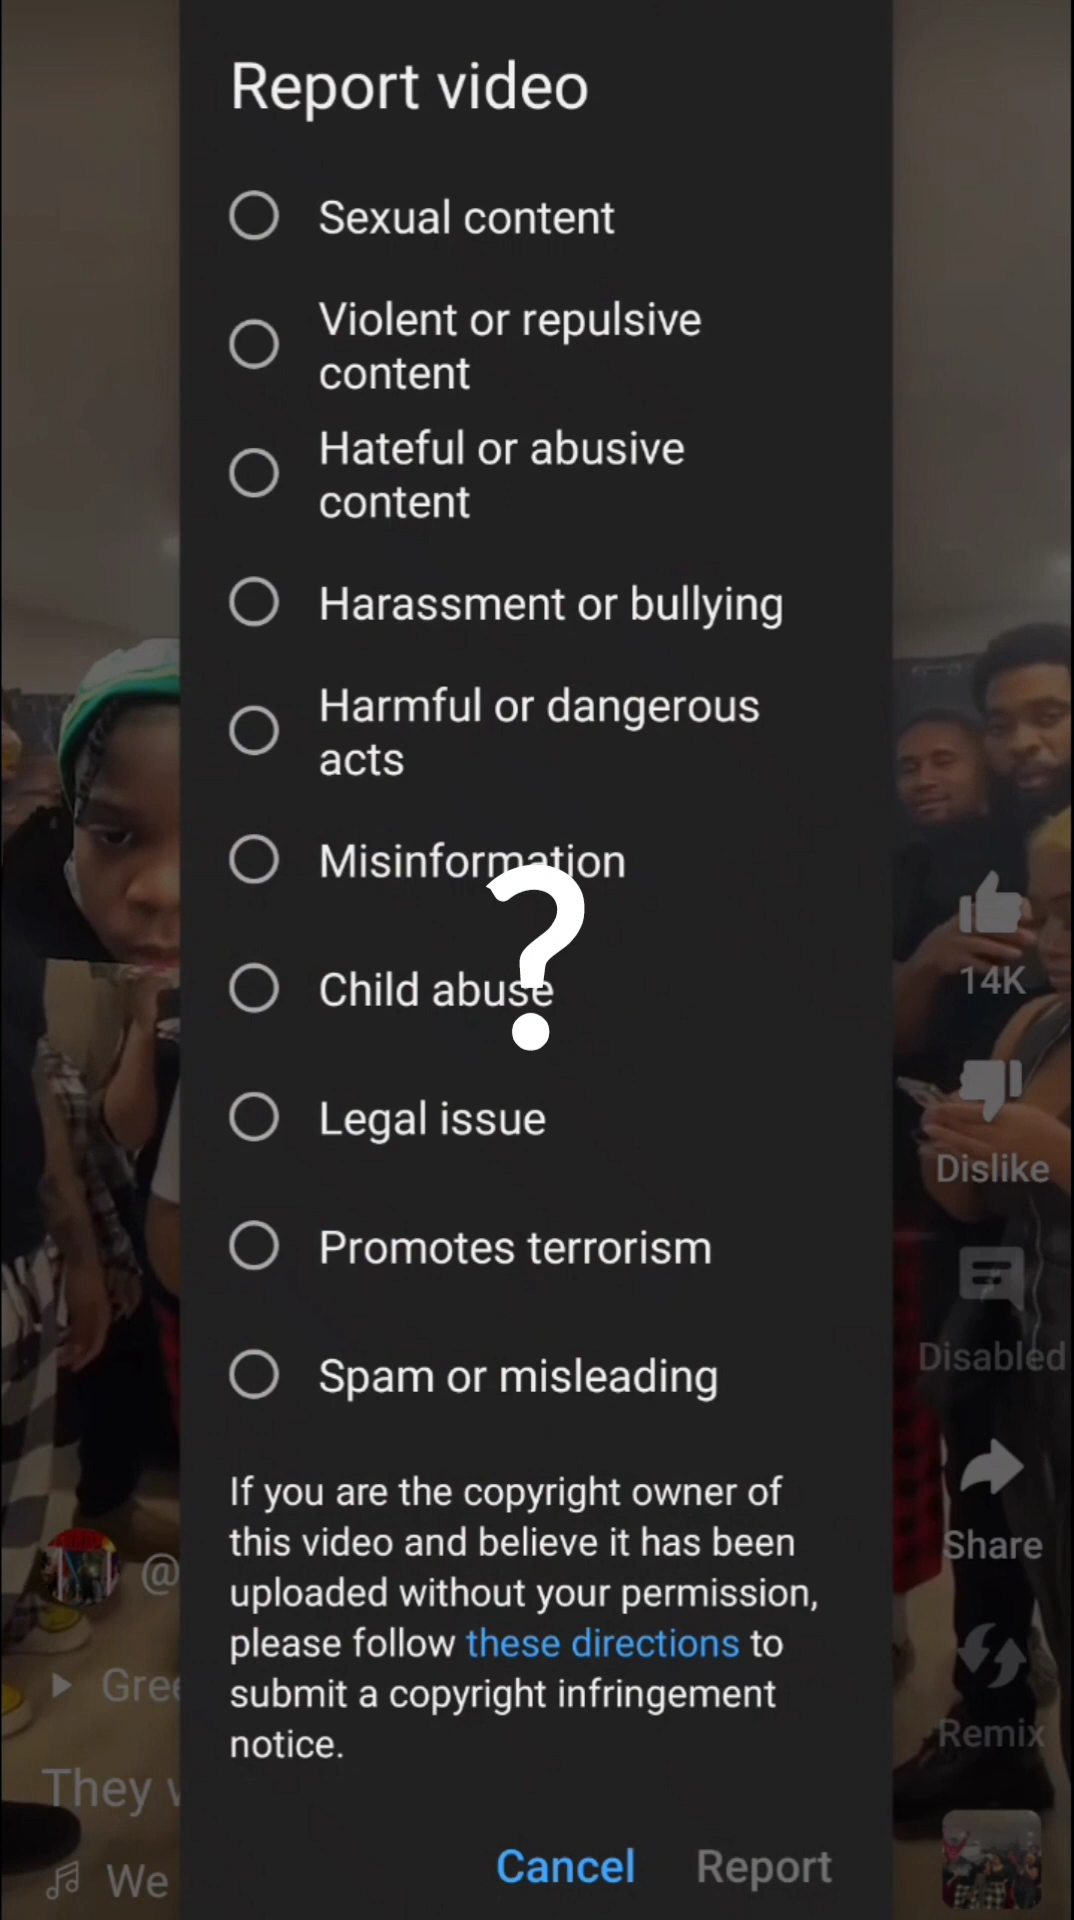 Report video
Sexual content
Violent or repulsive
content
Hateful or abusive
content
Harassment or bullying
Harmful or dangerous
acts
Misinformation
?
Child abuse
14K
Legal issue
Dislike
Promotes terrorism
Disabled
Spam or misleading
If you are the copyright owner of
this video and believe it has been
uploaded without your permission,
please follow these directions to
submit a copyright infringement
notice.
Share
@
Remix
They
We
Cancel
Report